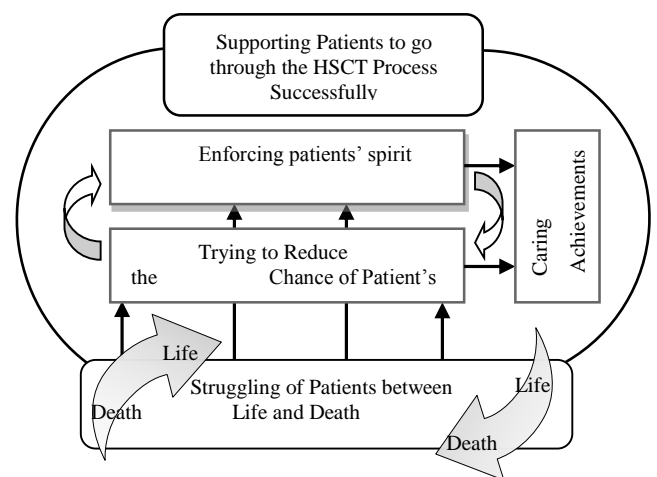 Supporting Patients to go
through the HSCT Process
Successfully
Enforcing patients’ spirit
Trying to Reduce
the Chance of Patient’s
Caring
Achievements
Life
Death
Struggling of Patients between
Life and Death
Life
Death